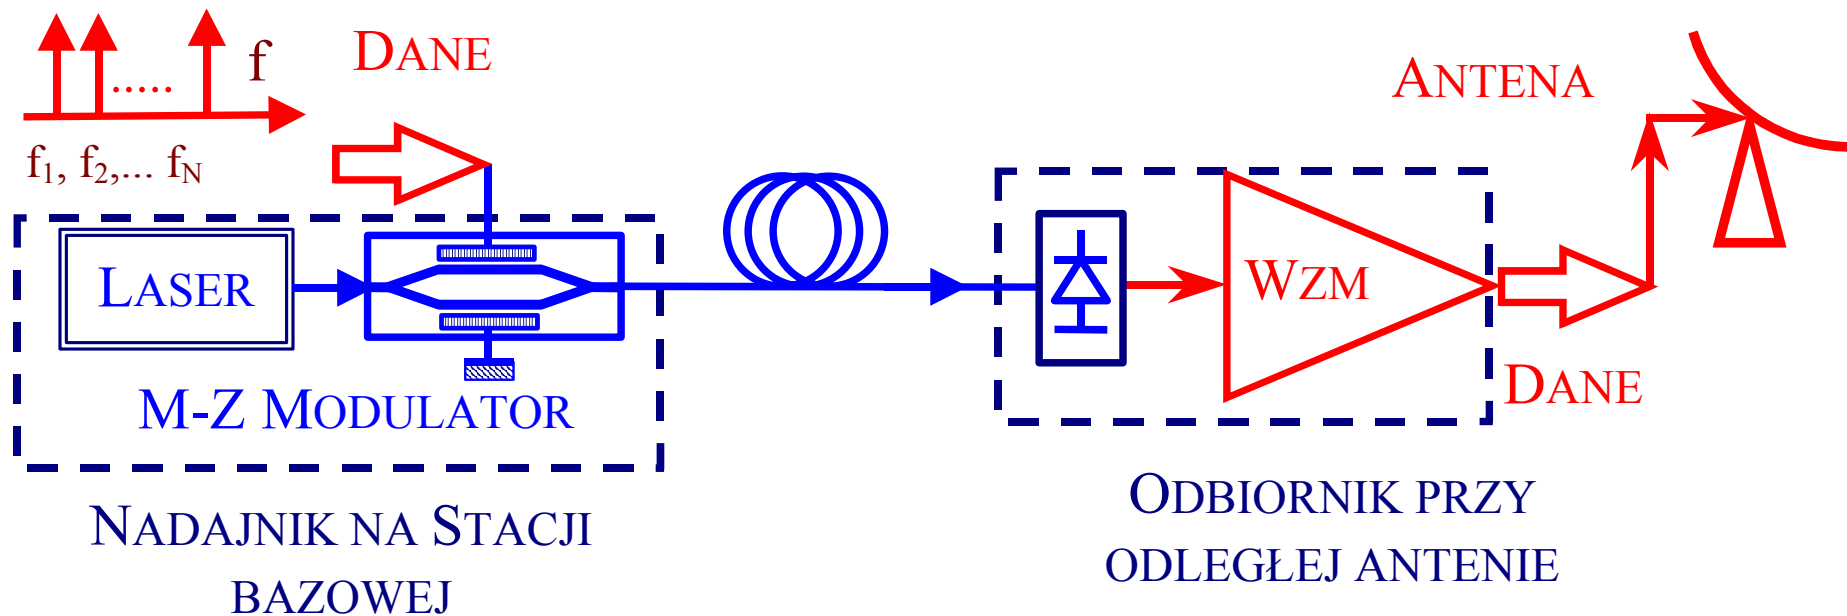 DANE
f
.....
f1, f2,... fN
ANTENA
LASER
M-Z MODULATOR
WZM
DANE
NADAJNIK NA STACJI
BAZOWEJ
ODBIORNIK PRZY
ODLEGŁEJ ANTENIE